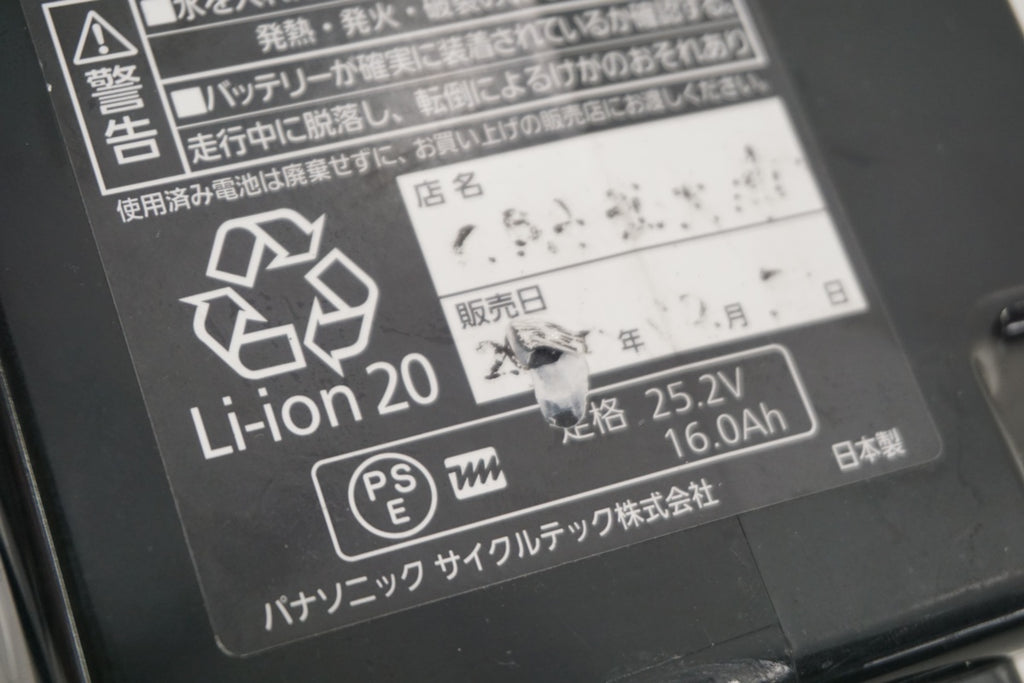 警告
発熱・発火・破裂の
■バッテリーが確実に装着されているか確認する。
走行中に脱落し、転倒によるけがのおそれあり
使用済み電池は廃棄せずに、お買い上げの販売店にお渡しください。
店名
販売日
年 12月 日
Li-ion 20
PSE
定格 25.2V
16.0Ah
日本製
パナソニック サイクルテック株式会社